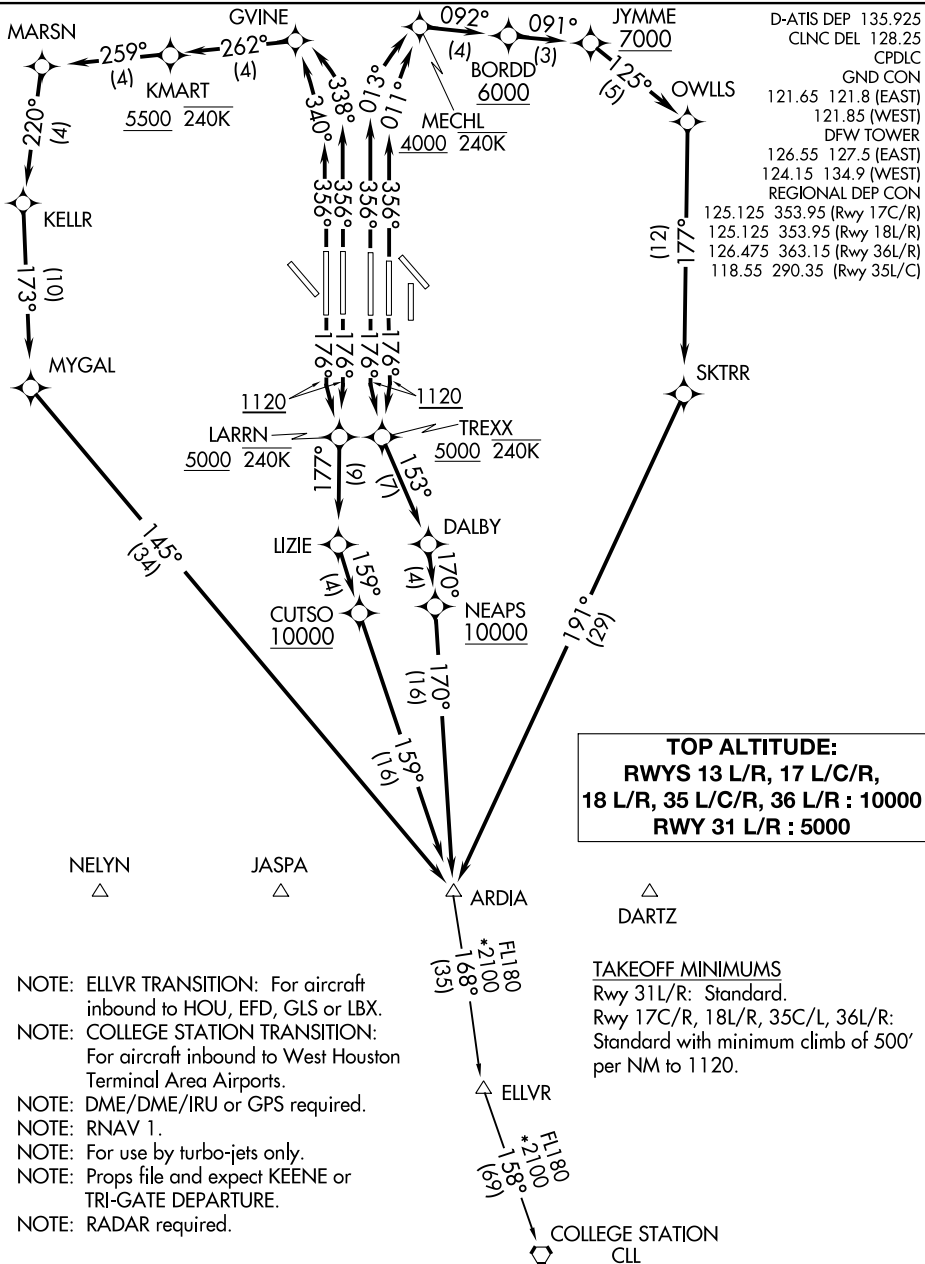 D-ATIS DEP 135.925
CLNC DEL 128.25
CPDLC
GND CON
121.65 121.8 (EAST)
121.85 (WEST)
DFW TOWER
126.55 127.5 (EAST)
124.15 134.9 (WEST)
REGIONAL DEP CON
125.125 353.95 (Rwy 17C/R)
125.125 353.95 (Rwy 18L/R)
126.475 363.15 (Rwy 36L/R)
118.55 290.35 (Rwy 35L/C)
MARSN
259°
(4)
KMART
5500 240K
262°
(4)
GVINE
092°
(4)
BORDD
6000
091°
(3)
JYMME
7000
125°
(5)
OWLLS
MECHL
4000 240K
220°
(4)
KELLR
340°
338°
013°
011°
356°
356°
356°
356°
173°
(10)
177°
(12)
MYGAL
176°
176°
176°
176°
SKTRR
1120
1120
LARRN
5000 240K
TREXX
5000 240K
177°
(9)
153°
(7)
LIZIE
DALBY
159°
(4)
170°
(4)
CUTSO
10000
NEAPS
10000
145°
(34)
191°
(29)
159°
(16)
170°
(16)
TOP ALTITUDE:
RWYS 13 L/R, 17 L/C/R,
18 L/R, 35 L/C/R, 36 L/R : 10000
RWY 31 L/R : 5000
NELYN
JASPA
ARDIA
DARTZ
FL180
*2100
168°
(35)
ELLVR
FL180
*2100
158°
(69)
COLLEGE STATION
CLL
NOTE: ELLVR TRANSITION: For aircraft
inbound to HOU, EFD, GLS or LBX.
NOTE: COLLEGE STATION TRANSITION:
For aircraft inbound to West Houston
Terminal Area Airports.
NOTE: DME/DME/IRU or GPS required.
NOTE: RNAV 1.
NOTE: For use by turbo-jets only.
NOTE: Props file and expect KEENE or
TRI-GATE DEPARTURE.
NOTE: RADAR required.
TAKEOFF MINIMUMS
Rwy 31L/R: Standard.
Rwy 17C/R, 18L/R, 35C/L, 36L/R:
Standard with minimum climb of 500'
per NM to 1120.